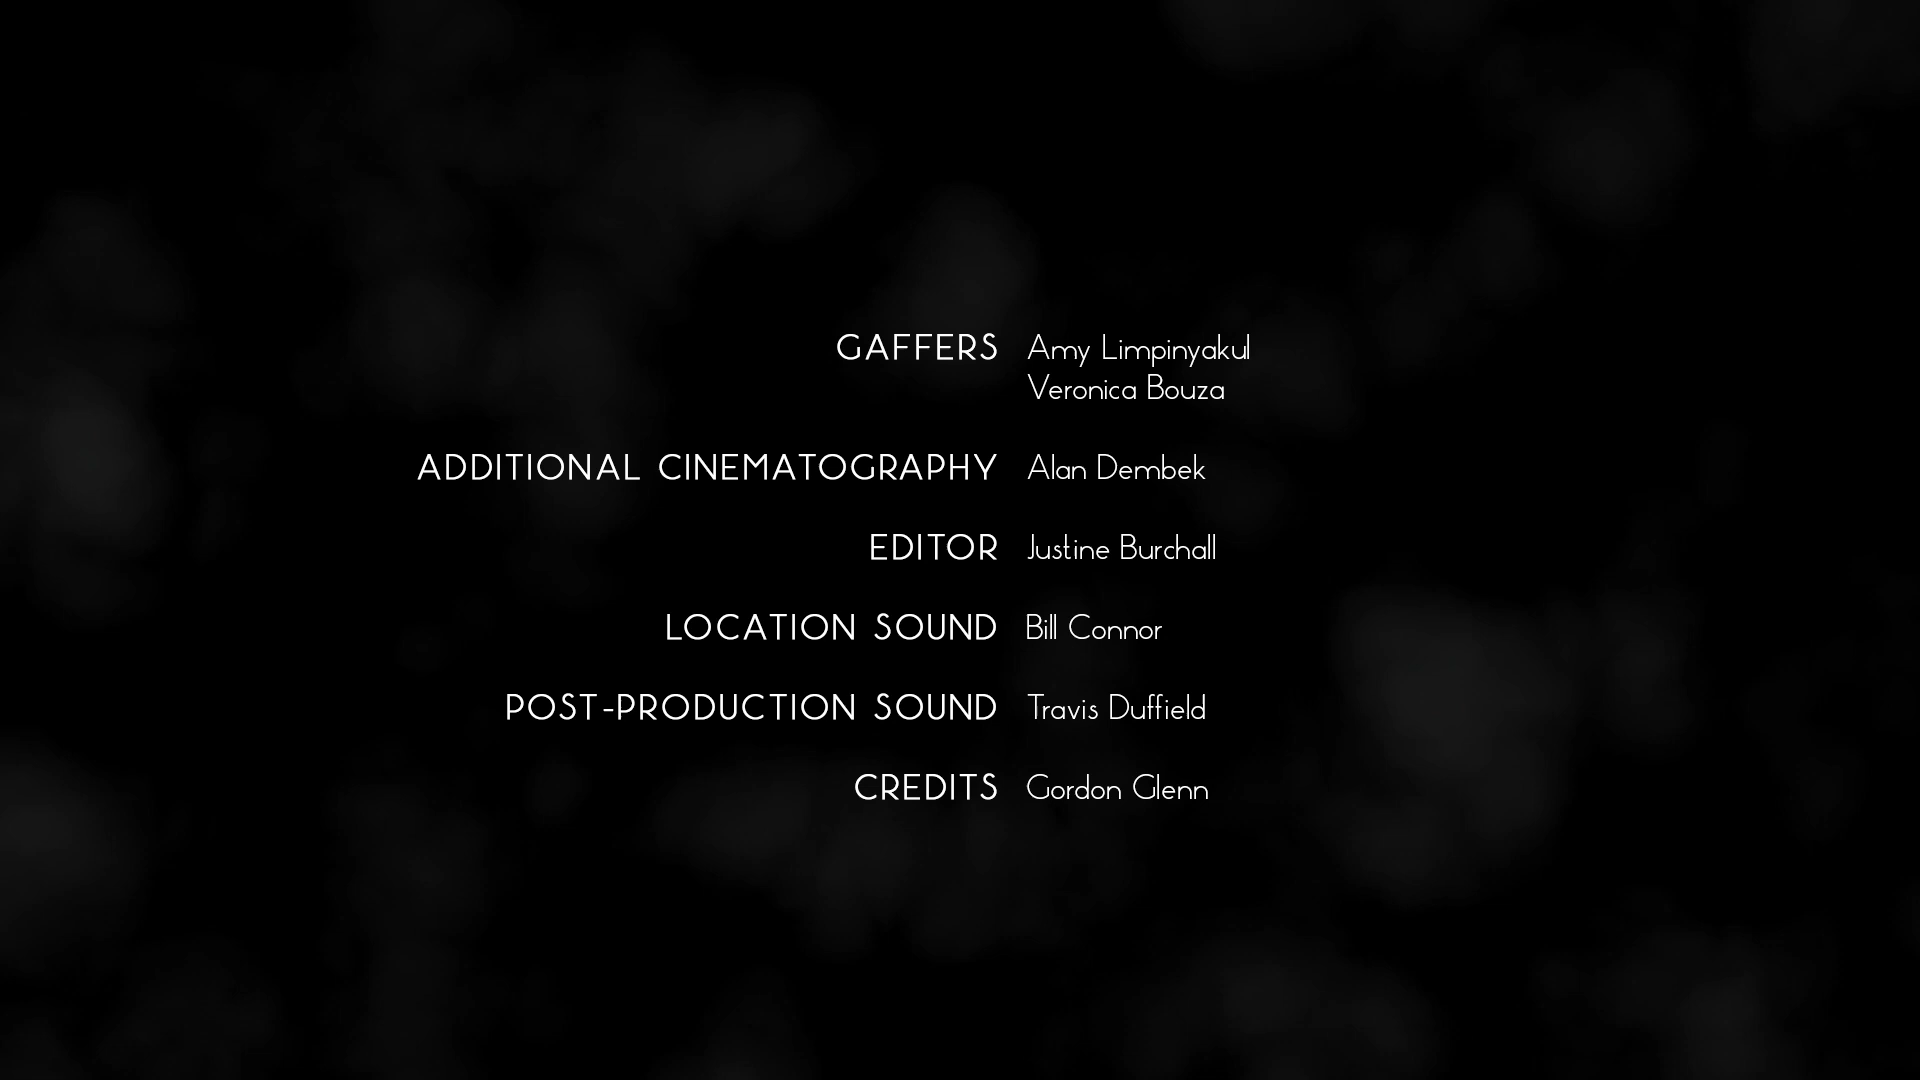 GAFFERS Amy Limpinyakul
Veronica Bouza
ADDITIONAL CINEMATOGRAPHY Alan Dembek
EDITOR Justine Burchall
LOCATION SOUND Bill Connor
POST-PRODUCTION SOUND Travis Duffield
CREDITS Gordon Glenn